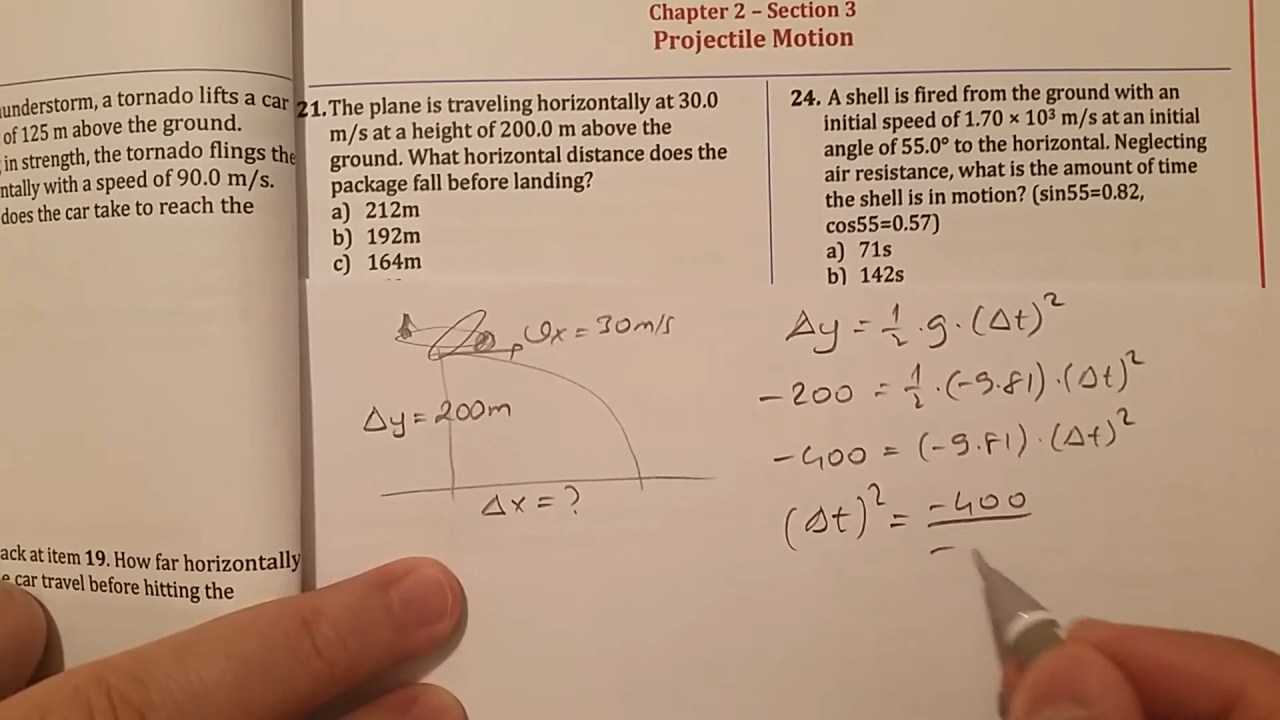 Chapter 2 – Section 3
Projectile Motion
understorm, a tornado lifts a car
of 125 m above the ground.
in strength, the tornado flings the
ntally with a speed of 90.0 m/s.
does the car take to reach the
ack at item 19. How far horizontally
e car travel before hitting the
21. The plane is traveling horizontally at 30.0
m/s at a height of 200.0 m above the
ground. What horizontal distance does the
package fall before landing?
a) 212m
b) 192m
c) 164m
24. A shell is fired from the ground with an
initial speed of 1.70 × 10³ m/s at an initial
angle of 55.0° to the horizontal. Neglecting
air resistance, what is the amount of time
the shell is in motion? (sin55=0.82,
cos55=0.57)
a) 71s
b) 142s
υx = 30m/s
Δy = 200m
Δx = ?
Δy = 1/2 · g · (Δt)²
-200 = 1/2 · (-9.81) · (Δt)²
-400 = (-9.81) · (Δt)²
(Δt)² = -400
-